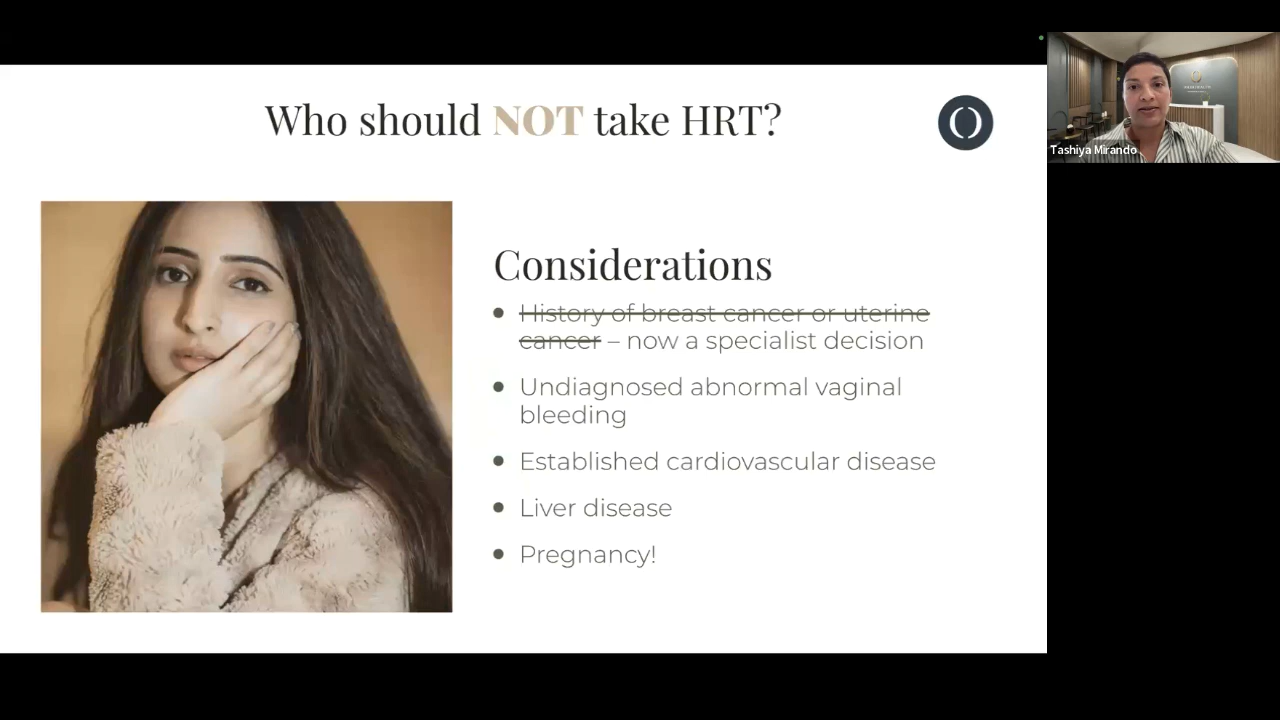 Who should NOT take HRT?
Tashiya Mirando
Considerations
History of breast cancer or uterine
cancer – now a specialist decision
Undiagnosed abnormal vaginal
bleeding
Established cardiovascular disease
Liver disease
Pregnancy!